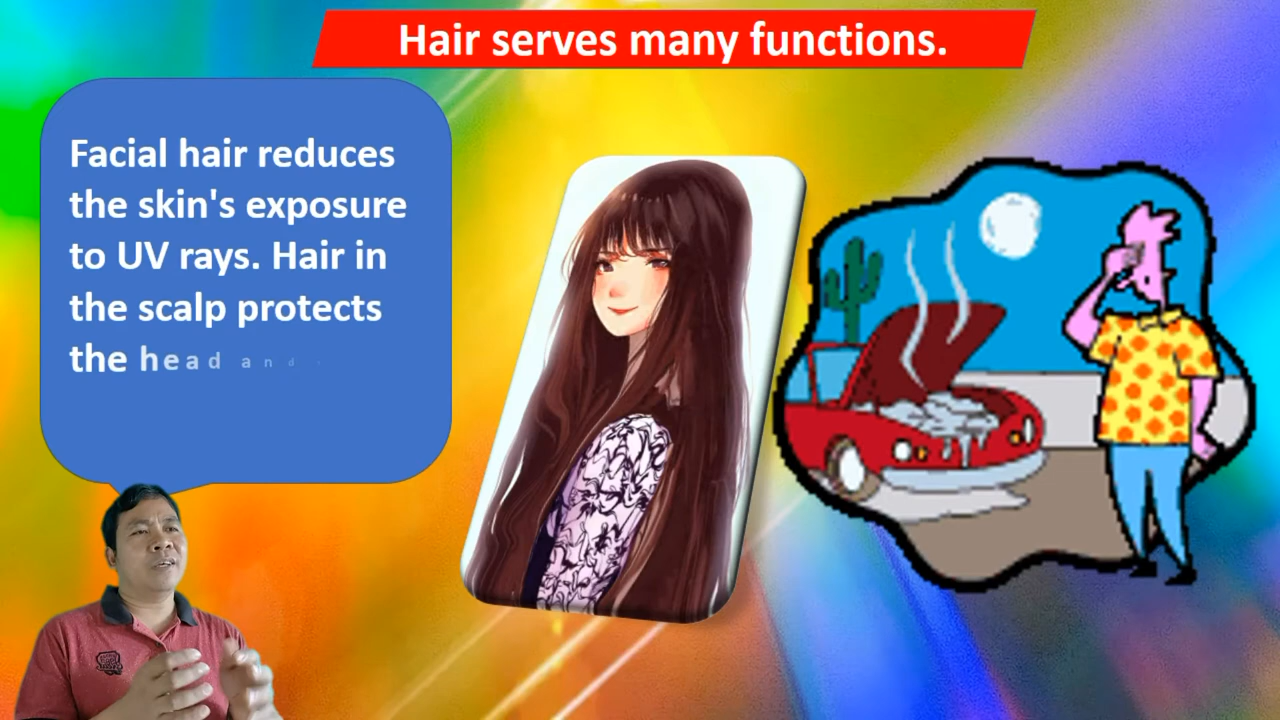 Hair serves many functions.
Facial hair reduces
the skin's exposure
to UV rays. Hair in
the scalp protects
the head and